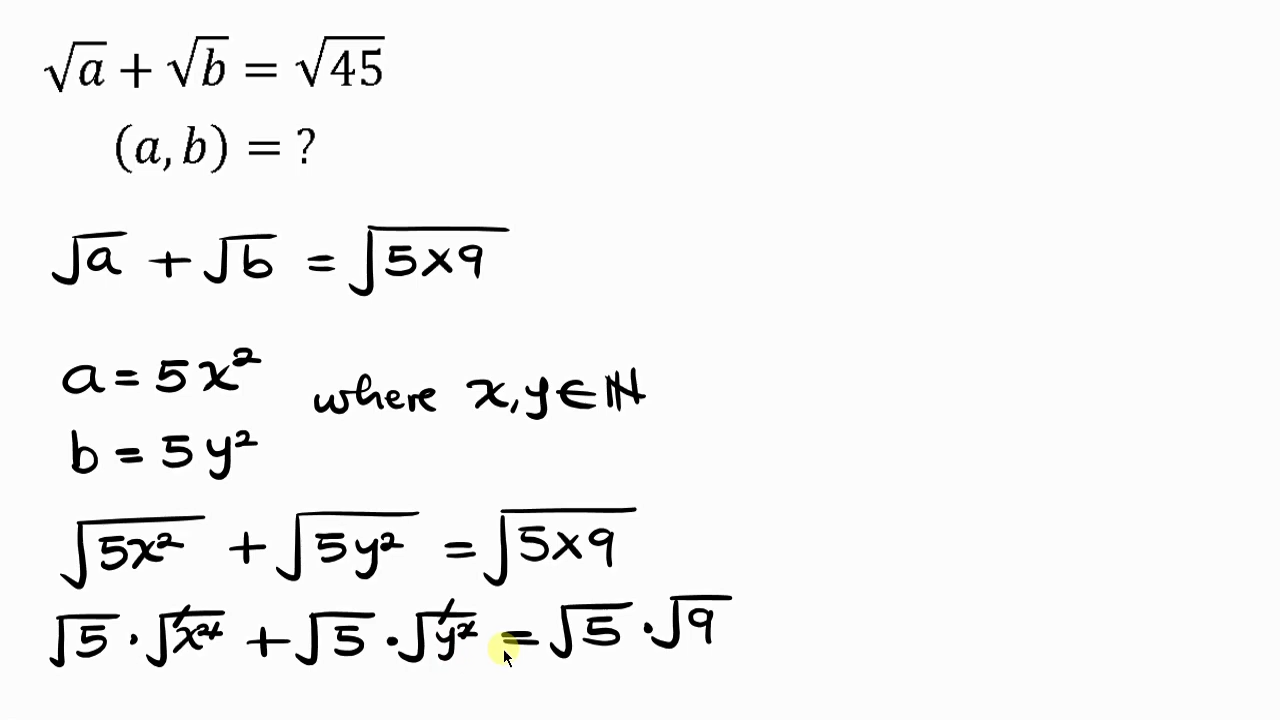 √a + √b = √45
(a, b) = ?
√a + √b = √5×9
a = 5x²
where x, y ∈ ℕ
b = 5y²
√5x² + √5y² = √5×9
√5 · √x² + √5 · √y² = √5 · √9